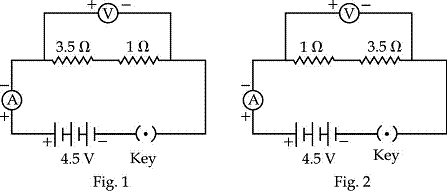 + V −
3.5 Ω 1 Ω
−
A
+
+ −
4.5 V Key
Fig. 1
+ V −
1 Ω 3.5 Ω
−
A
+
+ −
4.5 V Key
Fig. 2